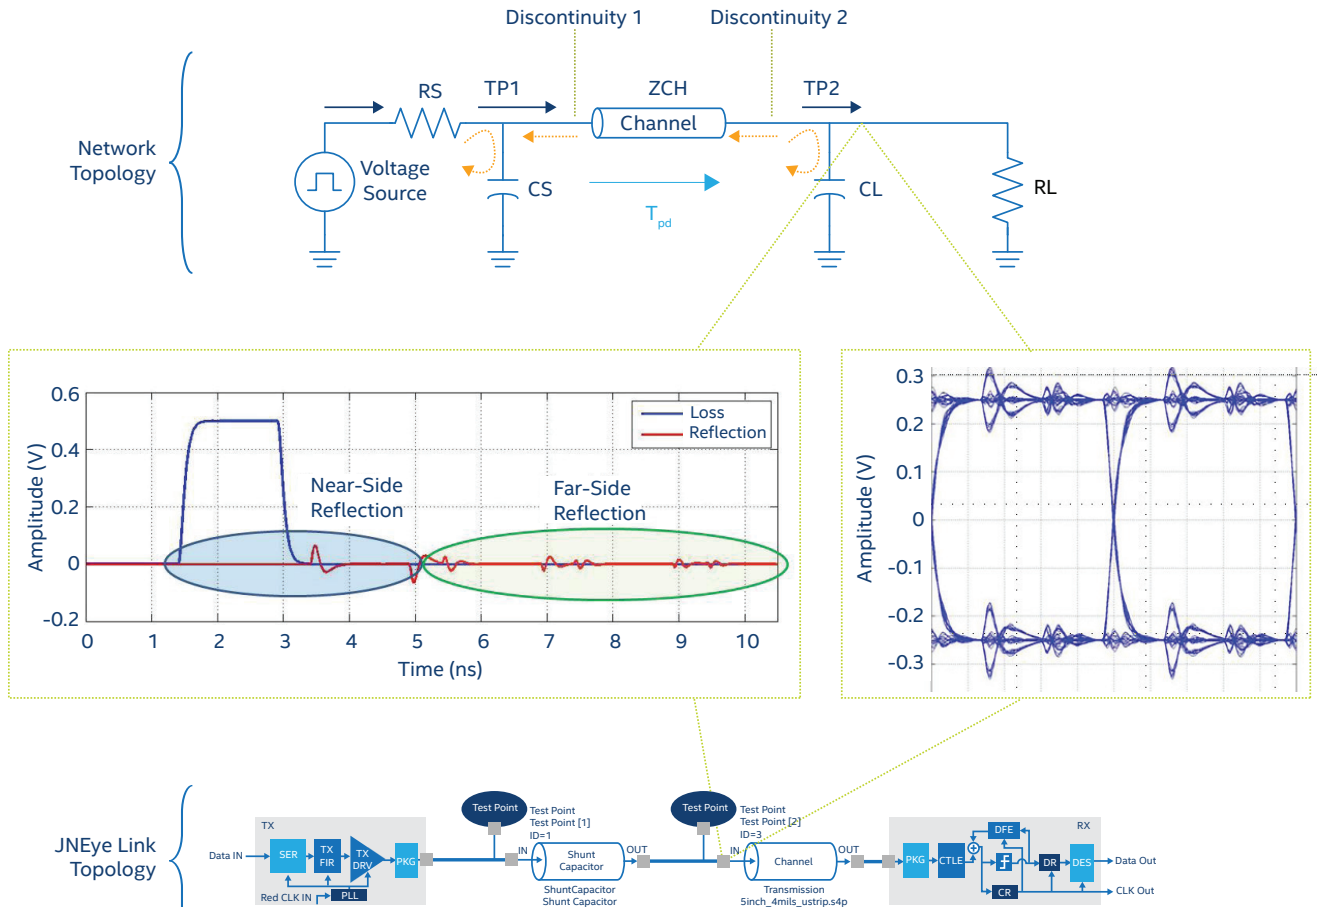 Discontinuity 1
Discontinuity 2
RS
TP1
ZCH
TP2
Channel
Network
Topology
Voltage
Source
CS
CL
RL
Tpd
0.6
0.4
0.2
0
-0.2
Amplitude (V)
Loss
Reflection
Near-Side
Reflection
Far-Side
Reflection
0 1 2 3 4 5 6 7 8 9 10
Time (ns)
0.3
0.2
0.1
0
-0.1
-0.2
-0.3
Amplitude (V)
JNEye Link
Topology
TX
Data IN
SER
TX
FIR
TX
DRV
PKG
PLL
Red CLK IN
Test Point
Test Point
Test Point [1]
ID=1
IN
Shunt
Capacitor
OUT
ShuntCapacitor
Shunt Capacitor
Test Point
Test Point
Test Point [2]
ID=3
IN
Channel
OUT
Transmission
5inch_4mils_ustrip.s4p
RX
PKG
CTLE
DFE
DR
DES
CR
Data Out
CLK Out